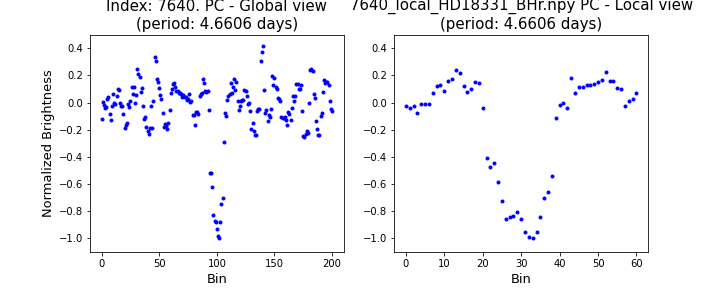 Index: 7640. PC - Global view
(period: 4.6606 days)
7640_local_HD18331_BHr.npy PC - Local view
(period: 4.6606 days)
Normalized Brightness
0.4
0.2
0.0
−0.2
−0.4
−0.6
−0.8
−1.0
0 50 100 150 200
Bin
0.4
0.2
0.0
−0.2
−0.4
−0.6
−0.8
−1.0
0 10 20 30 40 50 60
Bin